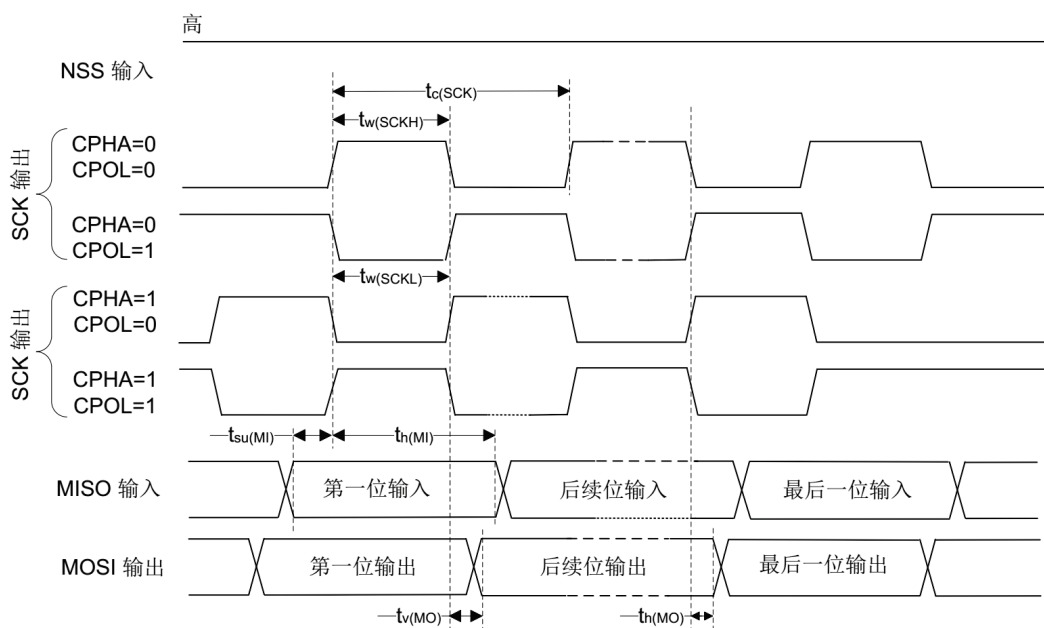 高
NSS 输入
tc(SCK)
tw(SCKH)
SCK 输出
CPHA=0
CPOL=0
CPHA=0
CPOL=1
tw(SCKL)
SCK 输出
CPHA=1
CPOL=0
CPHA=1
CPOL=1
tsu(MI)
th(MI)
MISO 输入
第一位输入
后续位输入
最后一位输入
MOSI 输出
第一位输出
后续位输出
最后一位输出
tv(MO)
th(MO)